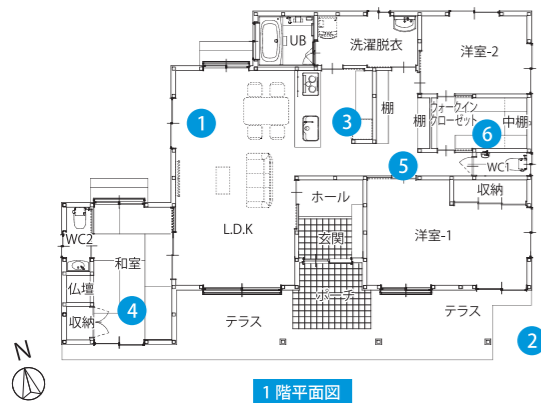 UB
洗濯脱衣
洋室-2
棚
棚
ウォークイン
クローゼット
中棚
1
3
6
5
WC1
収納
ホール
L.D.K
玄関
洋室-1
WC2
和室
仏壇
ポーチ
4
収納
テラス
テラス
2
N
1階平面図